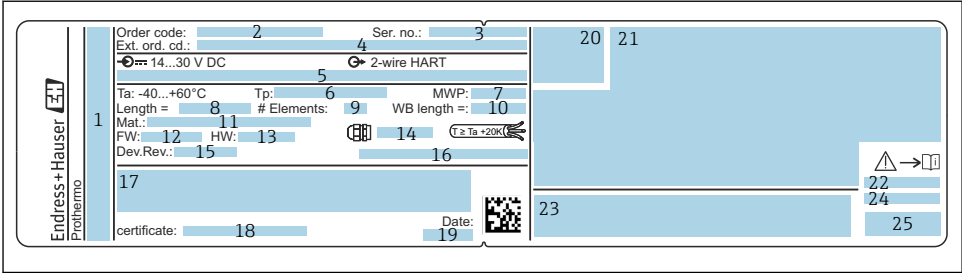 Endress+Hauser EH
Prothermo
1
Order code: 2 Ser. no.: 3
Ext. ord. cd.: 4
14...30 V DC 2-wire HART
5
Ta: -40...+60°C Tp: 6 MWP: 7
Length = 8 # Elements: 9 WB length =: 10
Mat.: 11
FW: 12 HW: 13 14 T ≥ Ta +20K
Dev.Rev.: 15 16
17
certificate: 18 Date:
19
20 21
i
22
23 24
25